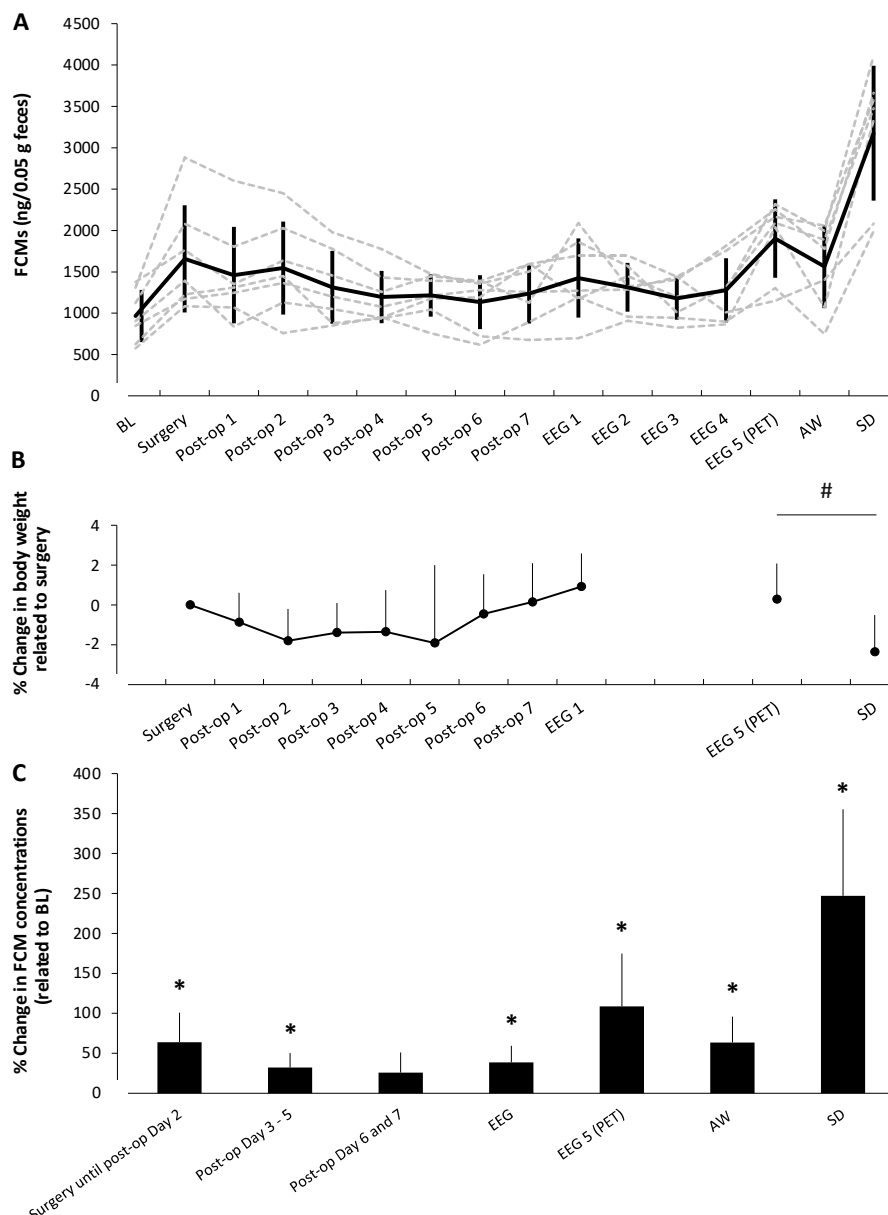 A
FCMs (ng/0.05 g feces)
4500
4000
3500
3000
2500
2000
1500
1000
500
0
BL
Surgery
Post-op 1
Post-op 2
Post-op 3
Post-op 4
Post-op 5
Post-op 6
Post-op 7
EEG 1
EEG 2
EEG 3
EEG 4
EEG 5 (PET)
AW
SD
B
% Change in body weight
related to surgery
4
2
0
-2
-4
#
Surgery
Post-op 1
Post-op 2
Post-op 3
Post-op 4
Post-op 5
Post-op 6
Post-op 7
EEG 1
EEG 5 (PET)
SD
C
% Change in FCM concentrations
(related to BL)
400
350
300
250
200
150
100
50
0
*
*
*
*
*
*
Surgery until post-op Day 2
Post-op Day 3 - 5
Post-op Day 6 and 7
EEG
EEG 5 (PET)
AW
SD